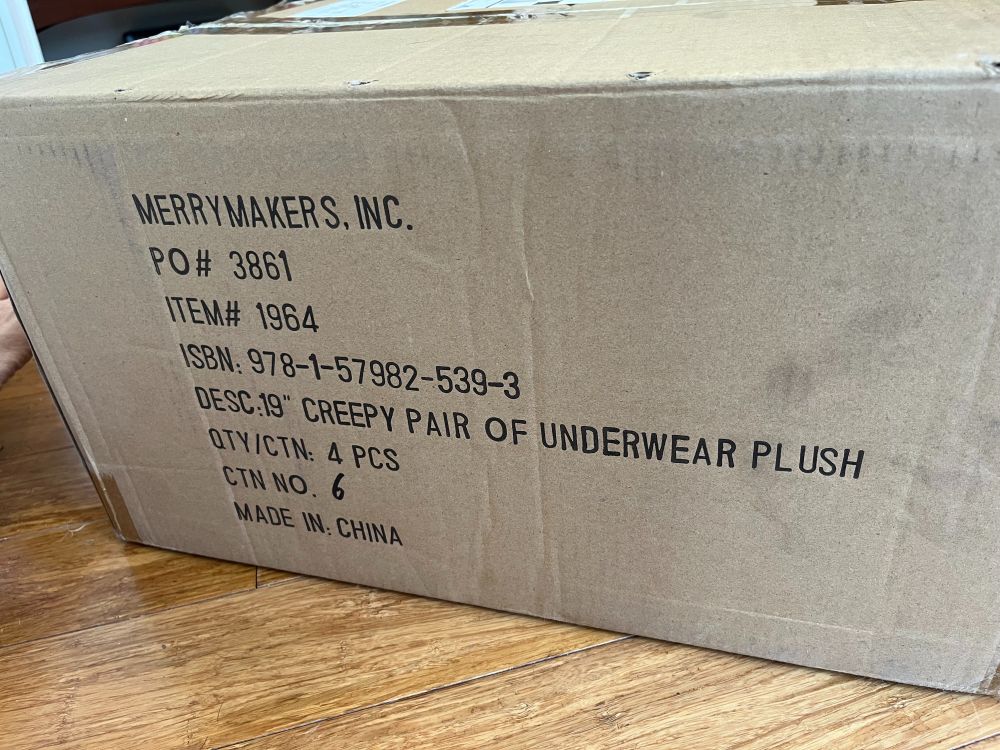 MERRYMAKERS, INC.
PO# 3861
ITEM# 1964
ISBN: 978-1-57982-539-3
DESC:19" CREEPY PAIR OF UNDERWEAR PLUSH
QTY/CTN: 4 PCS
CTN NO. 6
MADE IN: CHINA